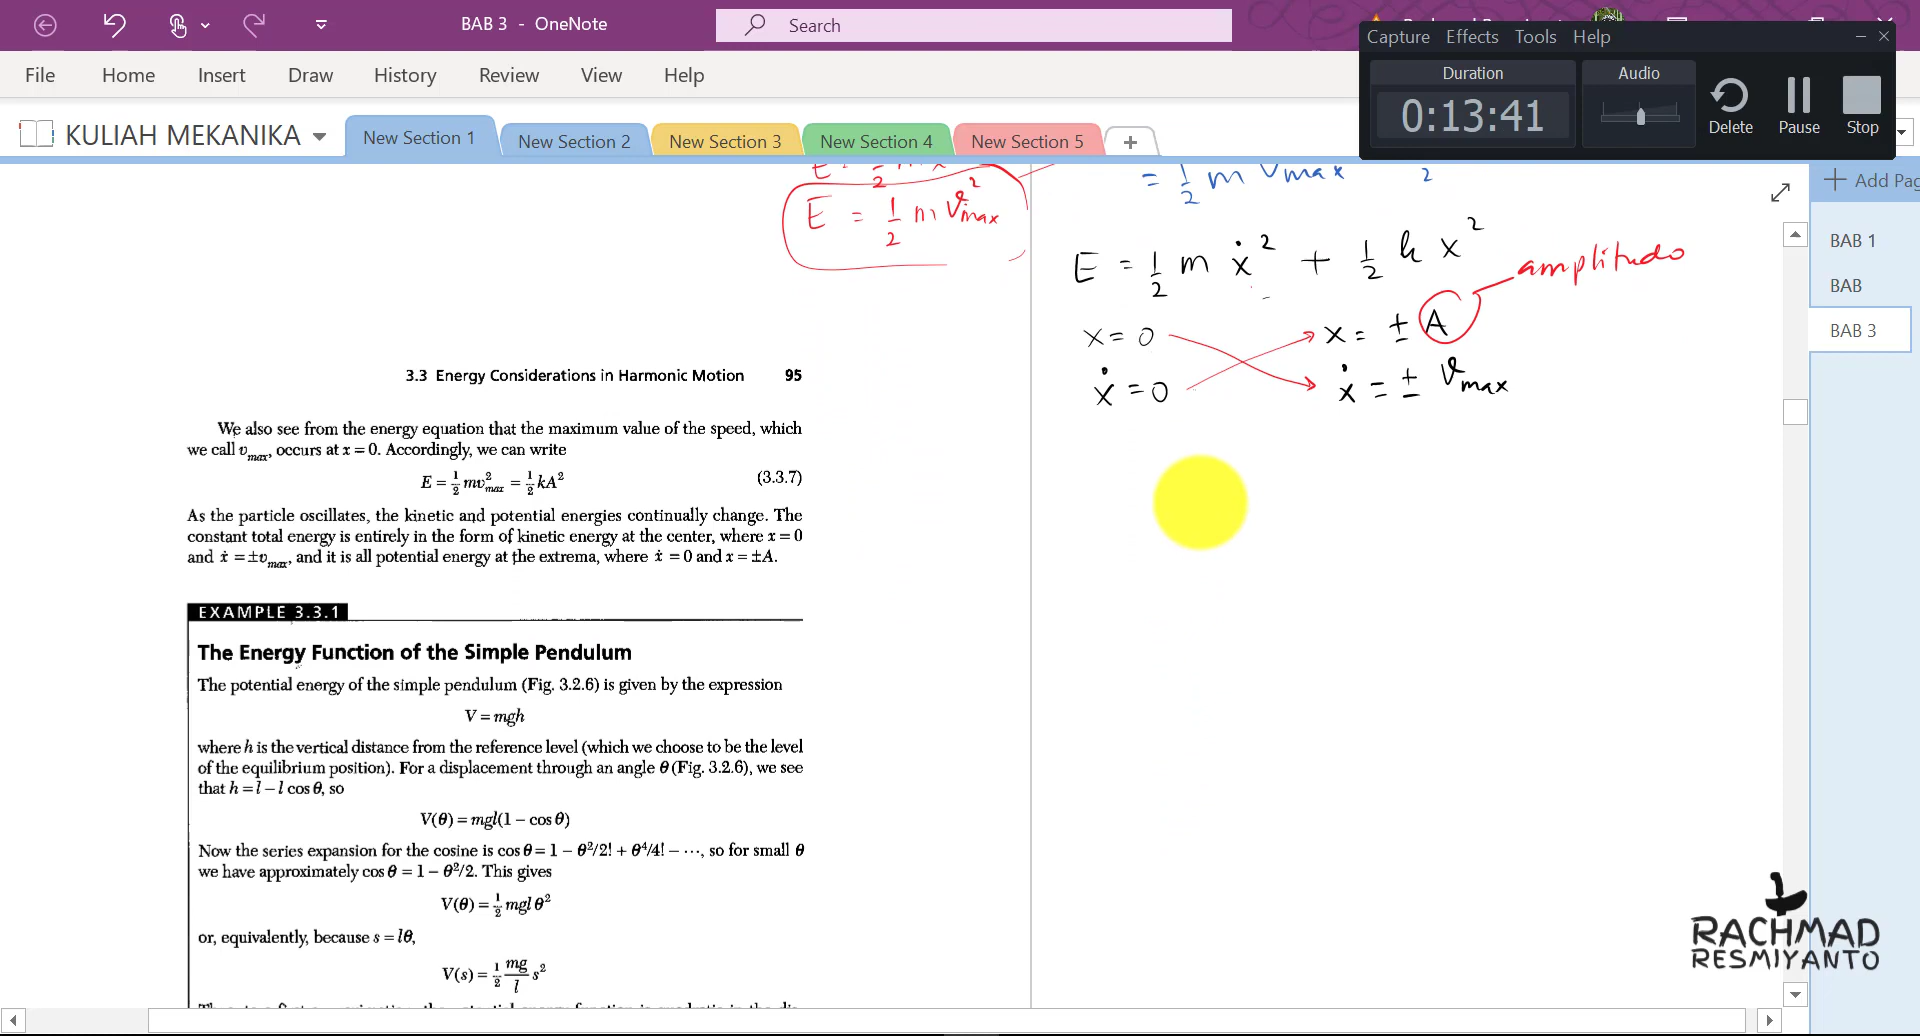 BAB 3 - OneNote
Search
Capture Effects Tools Help
Duration
Audio
0:13:41
Delete Pause Stop
File Home Insert Draw History Review View Help
KULIAH MEKANIKA
New Section 1
New Section 2
New Section 3
New Section 4
New Section 5
+
Add Pag
BAB 1
BAB
BAB 3
E = 1/2 m v²max
= 1/2 m vmax 2
E = 1/2 m ẋ² + 1/2 k x²
amplitudo
x = 0
x = ± A
ẋ = 0
ẋ = ± vmax
3.3 Energy Considerations in Harmonic Motion 95
We also see from the energy equation that the maximum value of the speed, which
we call vmax, occurs at x = 0. Accordingly, we can write
E = 1/2 mv²max = 1/2 kA² (3.3.7)
As the particle oscillates, the kinetic and potential energies continually change. The
constant total energy is entirely in the form of kinetic energy at the center, where x = 0
and ẋ = ±vmax, and it is all potential energy at the extrema, where ẋ = 0 and x = ±A.
EXAMPLE 3.3.1
The Energy Function of the Simple Pendulum
The potential energy of the simple pendulum (Fig. 3.2.6) is given by the expression
V = mgh
where h is the vertical distance from the reference level (which we choose to be the level
of the equilibrium position). For a displacement through an angle θ (Fig. 3.2.6), we see
that h = l − l cos θ, so
V(θ) = mgl(1 − cos θ)
Now the series expansion for the cosine is cos θ = 1 − θ²/2! + θ⁴/4! − ···, so for small θ
we have approximately cos θ = 1 − θ²/2. This gives
V(θ) = 1/2 mgl θ²
or, equivalently, because s = lθ,
V(s) = 1/2 mg/l s²
RACHMAD
RESMIYANTO